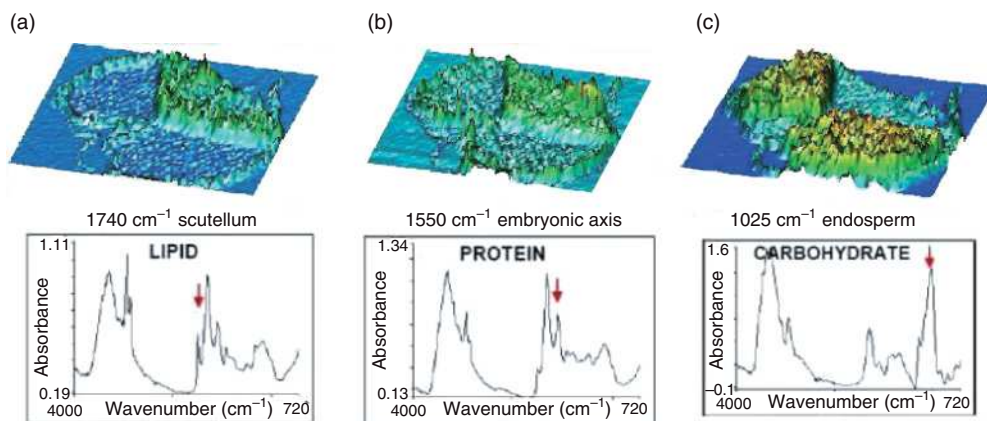 (a)
(b)
(c)
1740 cm⁻¹ scutellum
1550 cm⁻¹ embryonic axis
1025 cm⁻¹ endosperm
LIPID
1.11
Absorbance
0.19
4000 Wavenumber (cm⁻¹) 720
PROTEIN
1.34
Absorbance
0.13
4000 Wavenumber (cm⁻¹) 720
CARBOHYDRATE
1.6
Absorbance
–0.1
4000 Wavenumber (cm⁻¹) 720